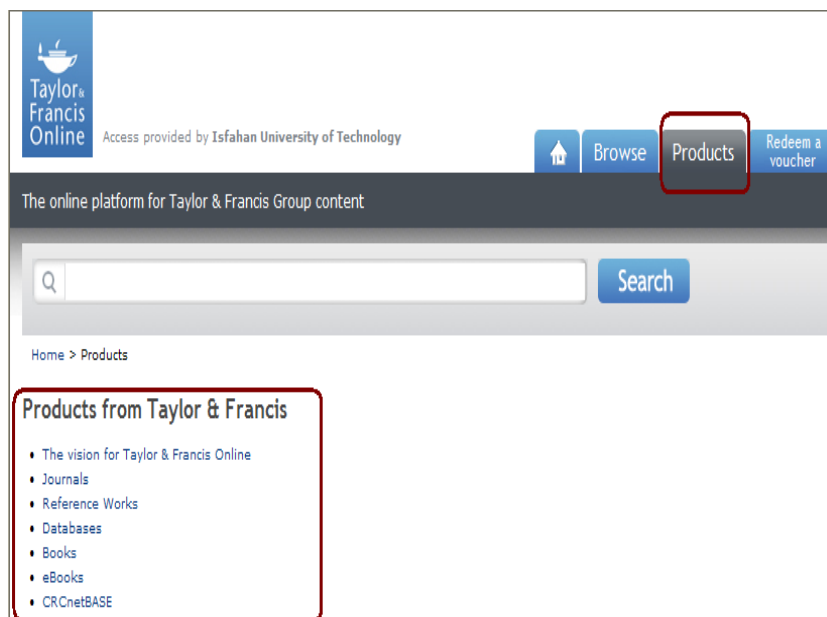 Taylor &
Francis
Online
Access provided by Isfahan University of Technology
Browse
Products
Redeem a
voucher
The online platform for Taylor & Francis Group content
Search
Home > Products
Products from Taylor & Francis
• The vision for Taylor & Francis Online
• Journals
• Reference Works
• Databases
• Books
• eBooks
• CRCnetBASE